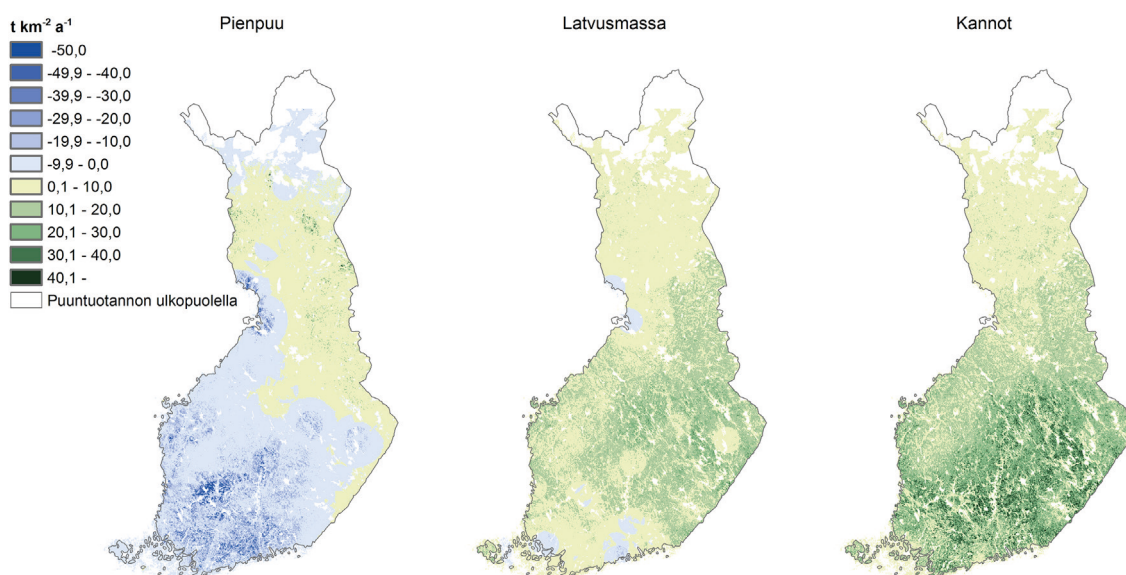 t km-2 a-1
Pienpuu
Latvusmassa
Kannot
-50,0
-49,9 - -40,0
-39,9 - -30,0
-29,9 - -20,0
-19,9 - -10,0
-9,9 - 0,0
0,1 - 10,0
10,1 - 20,0
20,1 - 30,0
30,1 - 40,0
40,1 -
Puuntuotannon ulkopuolella